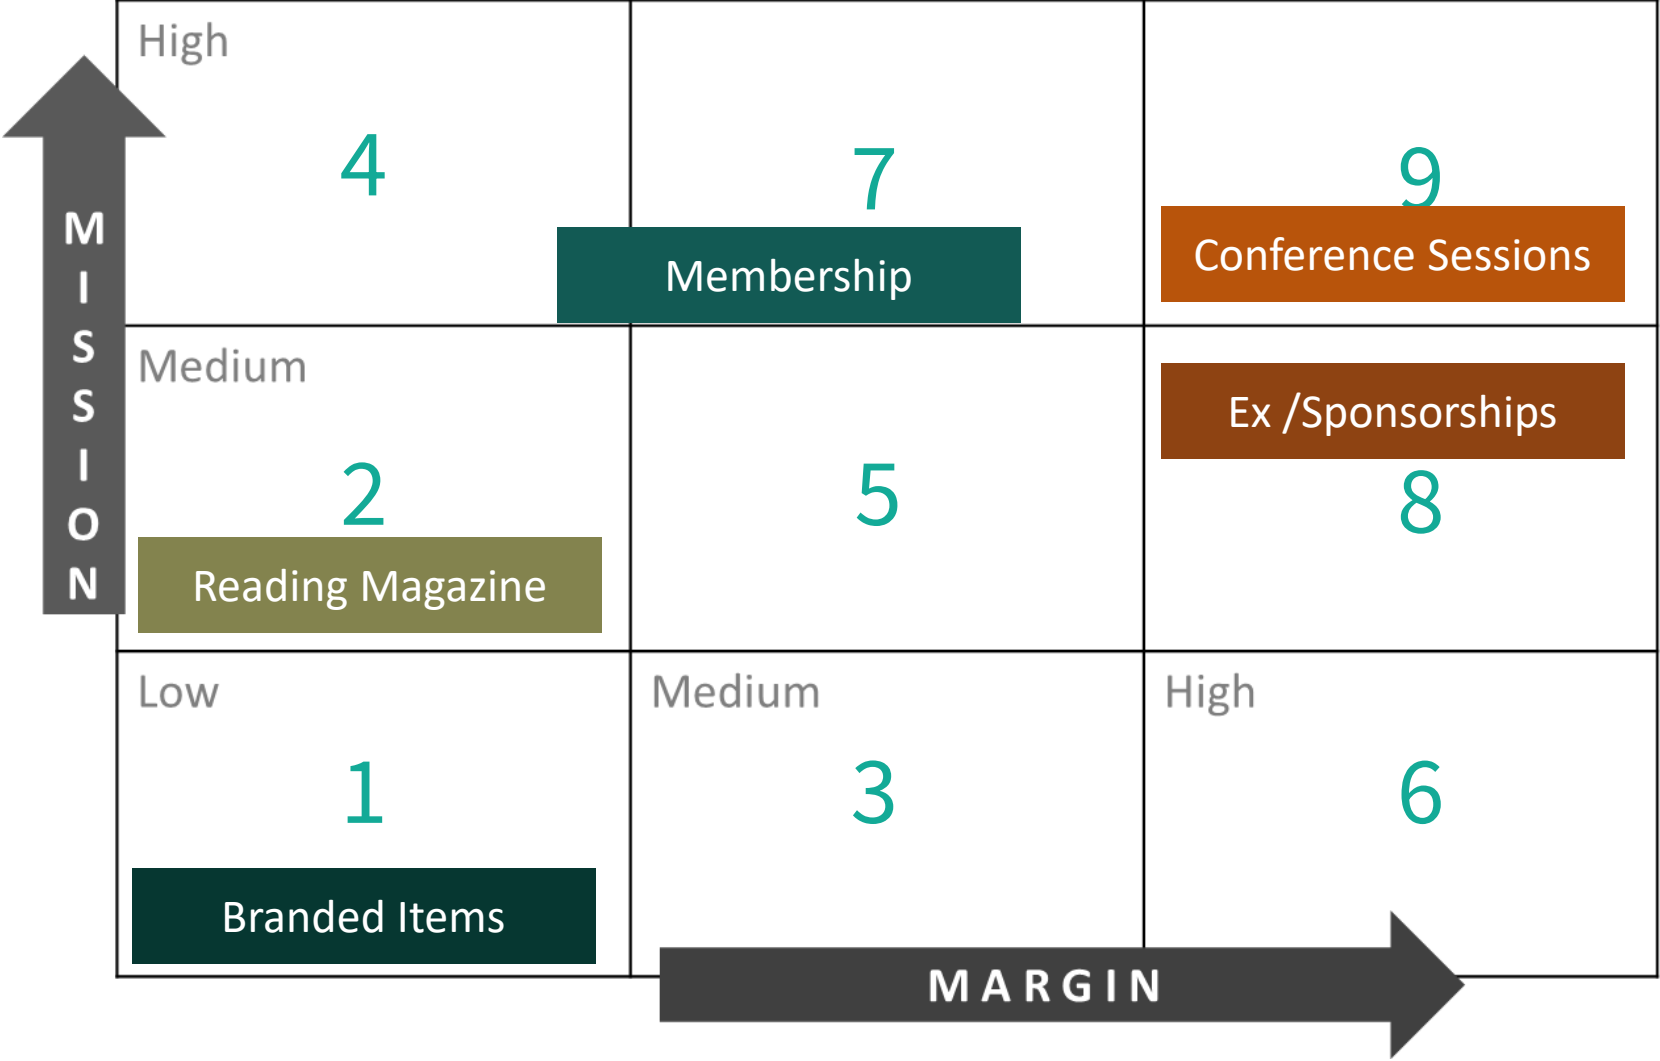 High
4
7
9
Membership
Conference Sessions
MISSION
Medium
Ex /Sponsorships
2
5
8
Reading Magazine
Low
Medium
High
1
3
6
Branded Items
MARGIN